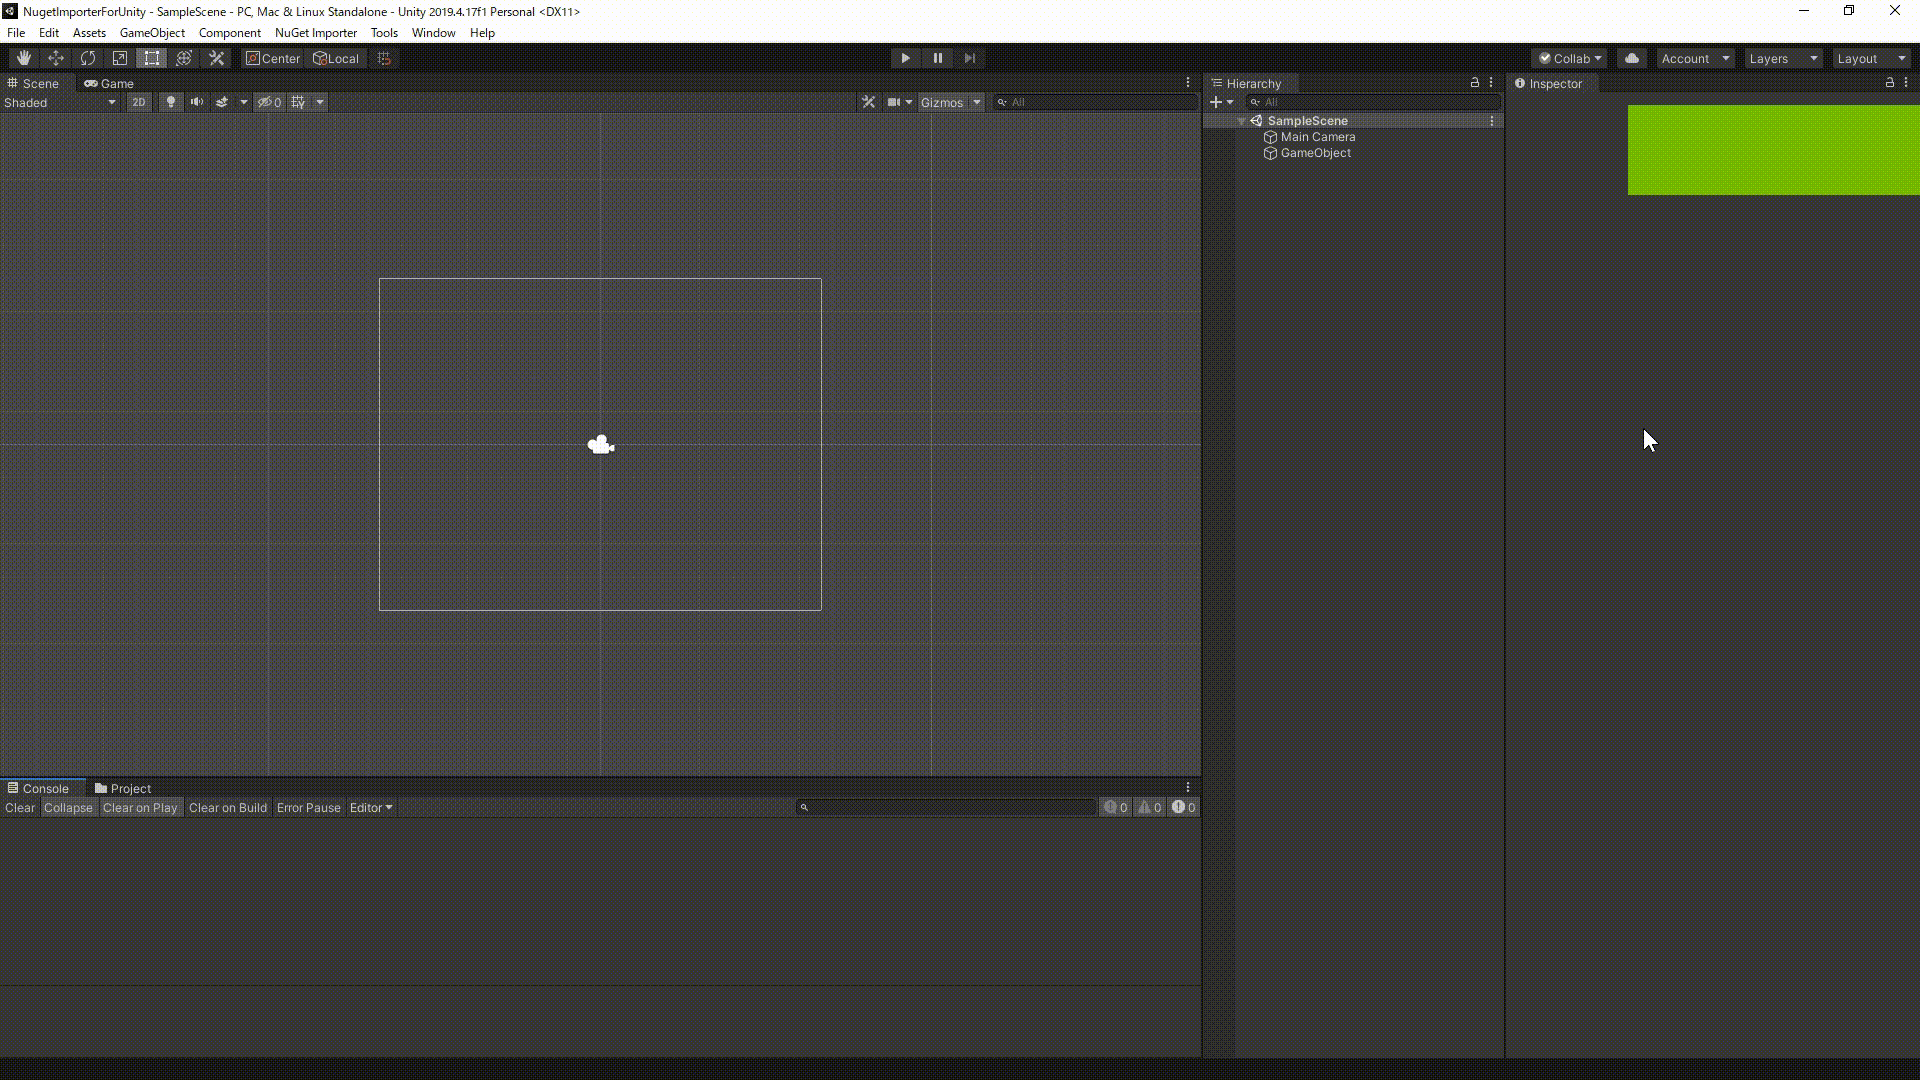 NugetImporterForUnity - SampleScene - PC, Mac & Linux Standalone - Unity 2019.4.17f1 Personal <DX11>
File Edit Assets GameObject Component NuGet Importer Tools Window Help
Center Local Collab Account Layers Layout
Scene Game Hierarchy Inspector
Shaded 2D 0 Gizmos All All
SampleScene
Main Camera
GameObject
Console Project
Clear Collapse Clear on Play Clear on Build Error Pause Editor 0 0 0